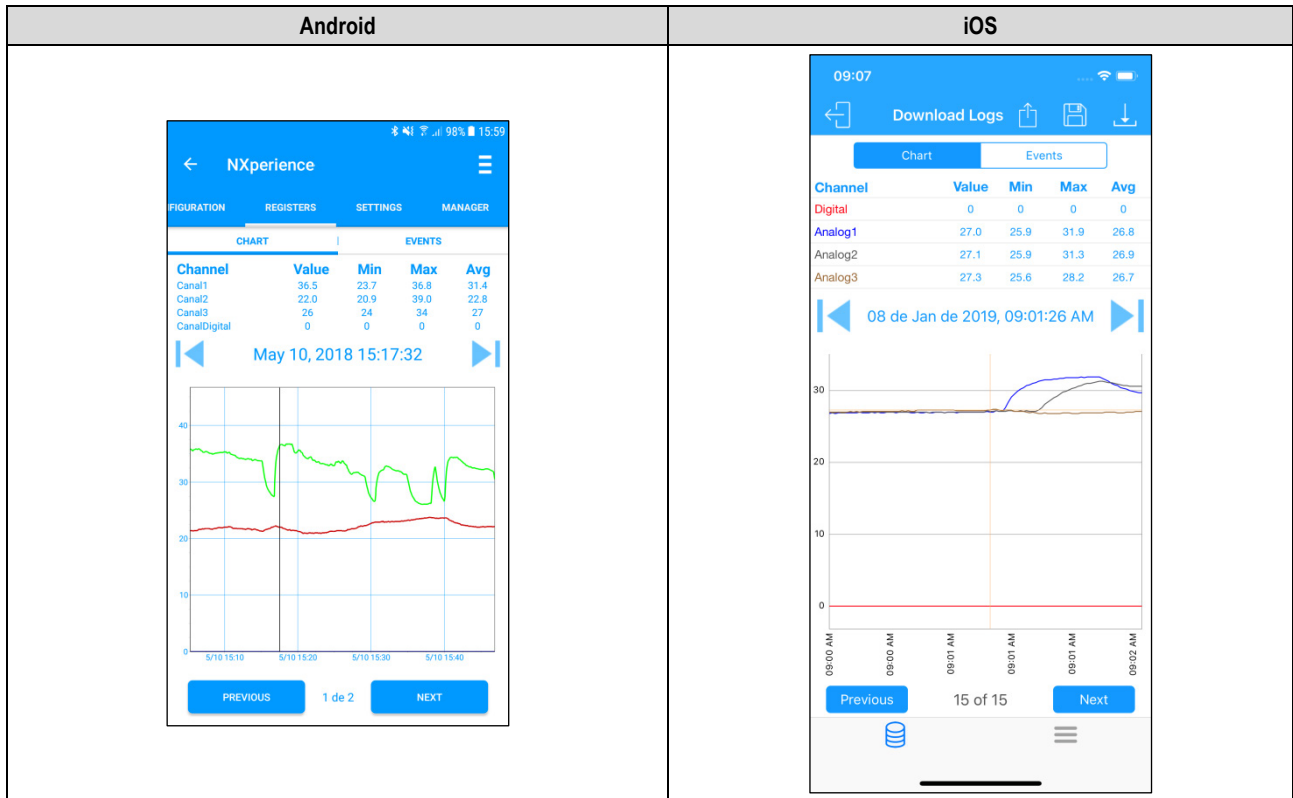 Android
iOS
98% 15:59
NXperience
FIGURATION REGISTERS SETTINGS MANAGER
CHART EVENTS
Channel Value Min Max Avg
Canal1 36.5 23.7 36.8 31.4
Canal2 22.0 20.9 39.0 22.8
Canal3 26 24 34 27
CanalDigital 0 0 0 0
May 10, 2018 15:17:32
40
30
20
10
0
5/10 15:10 5/10 15:20 5/10 15:30 5/10 15:40
PREVIOUS 1 de 2 NEXT
09:07
Download Logs
Chart Events
Channel Value Min Max Avg
Digital 0 0 0 0
Analog1 27.0 25.9 31.9 26.8
Analog2 27.1 25.9 31.3 26.9
Analog3 27.3 25.6 28.2 26.7
08 de Jan de 2019, 09:01:26 AM
30
20
10
0
09:00 AM 09:00 AM 09:01 AM 09:01 AM 09:01 AM 09:02 AM
Previous 15 of 15 Next